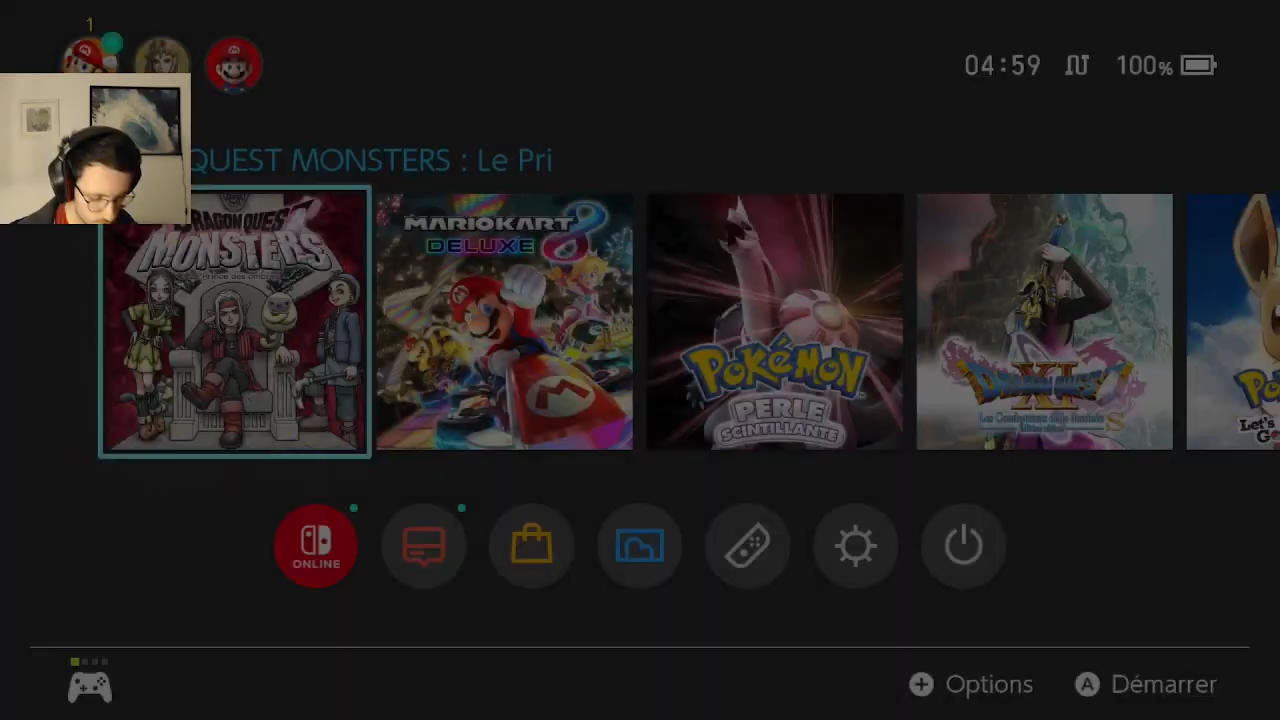 1
04:59 100%
QUEST MONSTERS : Le Pri
DRAGON QUEST
MONSTERS
MARIOKART 8
DELUXE
POKÉMON
PERLE
SCINTILLANTE
DRAGON QUEST
XI
S
Let's
ONLINE
Options
A Démarrer